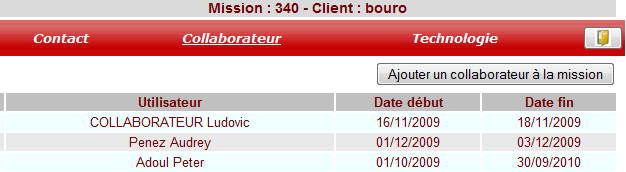 Mission : 340 - Client : bouro
Contact Collaborateur Technologie
Ajouter un collaborateur à la mission
Utilisateur Date début Date fin
COLLABORATEUR Ludovic 16/11/2009 18/11/2009
Penez Audrey 01/12/2009 03/12/2009
Adoul Peter 01/10/2009 30/09/2010